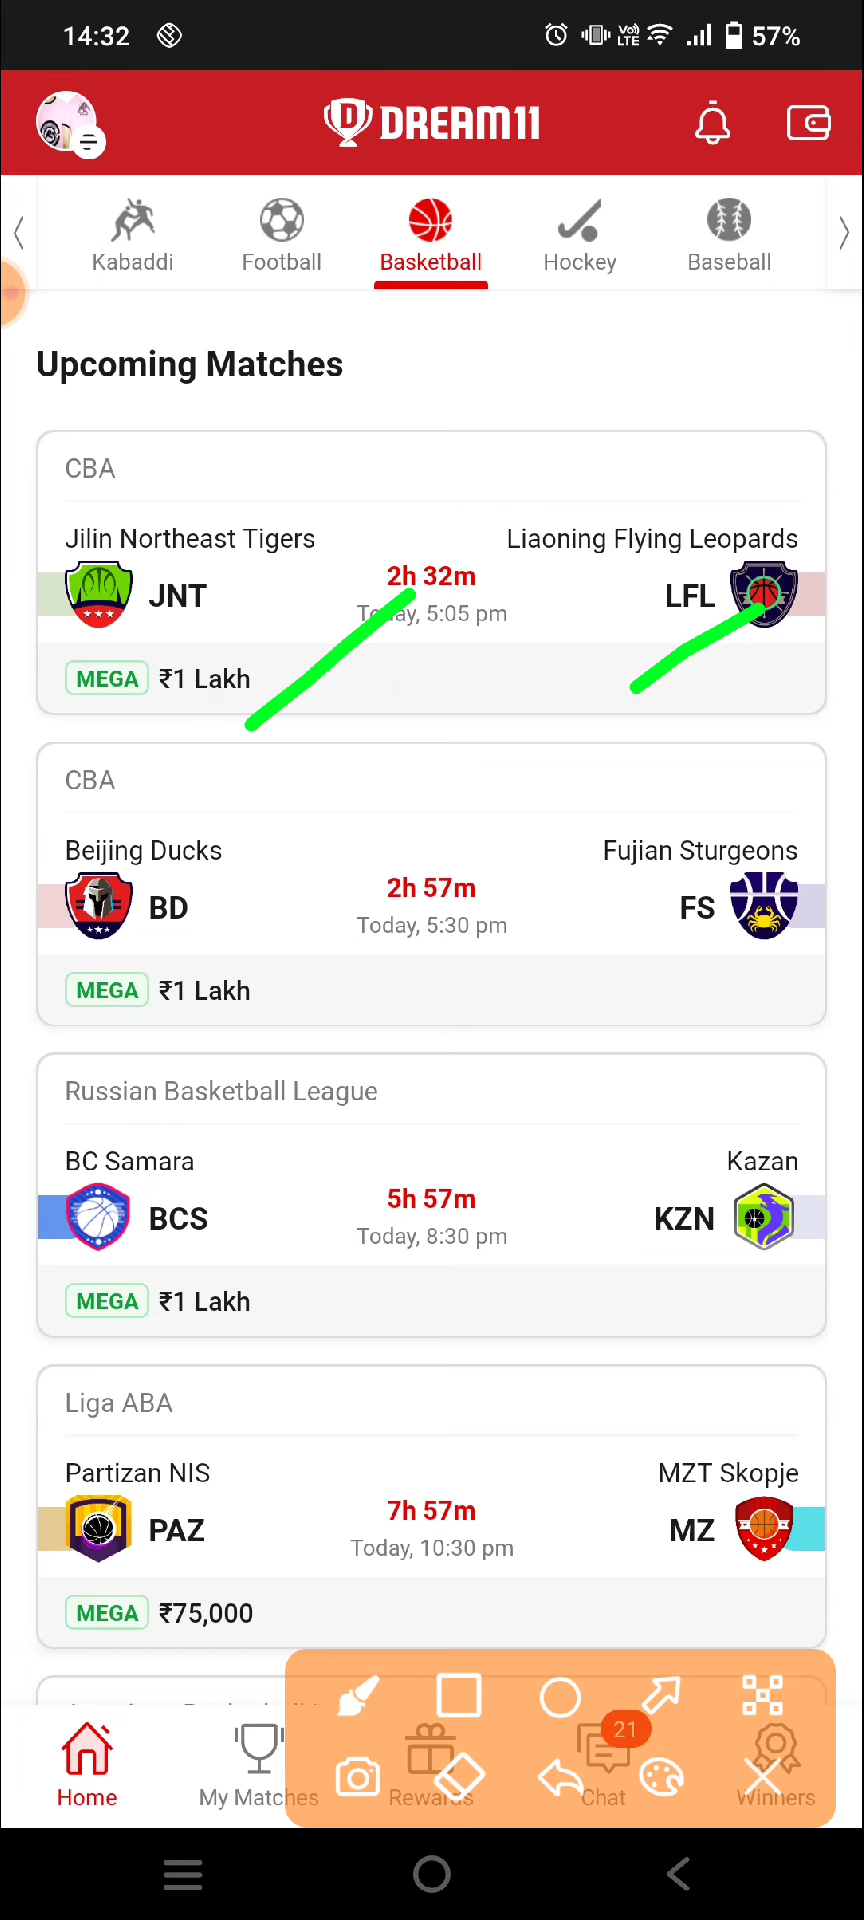 14:32 Vo) LTE 57%
DREAM11
Kabaddi Football Basketball Hockey Baseball
Upcoming Matches
CBA
Jilin Northeast Tigers Liaoning Flying Leopards
JNT 2h 32m LFL
Today, 5:05 pm
MEGA ₹1 Lakh
CBA
Beijing Ducks Fujian Sturgeons
BD 2h 57m FS
Today, 5:30 pm
MEGA ₹1 Lakh
Russian Basketball League
BC Samara Kazan
BCS 5h 57m KZN
Today, 8:30 pm
MEGA ₹1 Lakh
Liga ABA
Partizan NIS MZT Skopje
PAZ 7h 57m MZ
Today, 10:30 pm
MEGA ₹75,000
21
Home My Matches Rewards Chat Winners